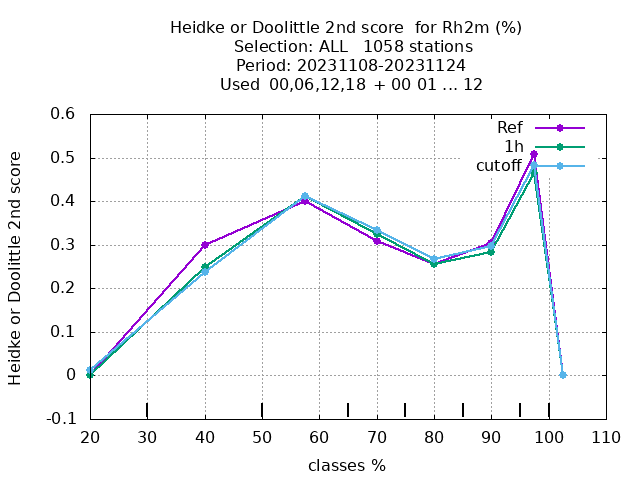 Heidke or Doolittle 2nd score  for Rh2m (%)
Selection: ALL   1058 stations
Period: 20231108-20231124
Used  00,06,12,18  + 00 01 ... 12
Ref
1h
cutoff
Heidke or Doolittle 2nd score
0.6
0.5
0.4
0.3
0.2
0.1
0
-0.1
20 30 40 50 60 70 80 90 100 110
classes %